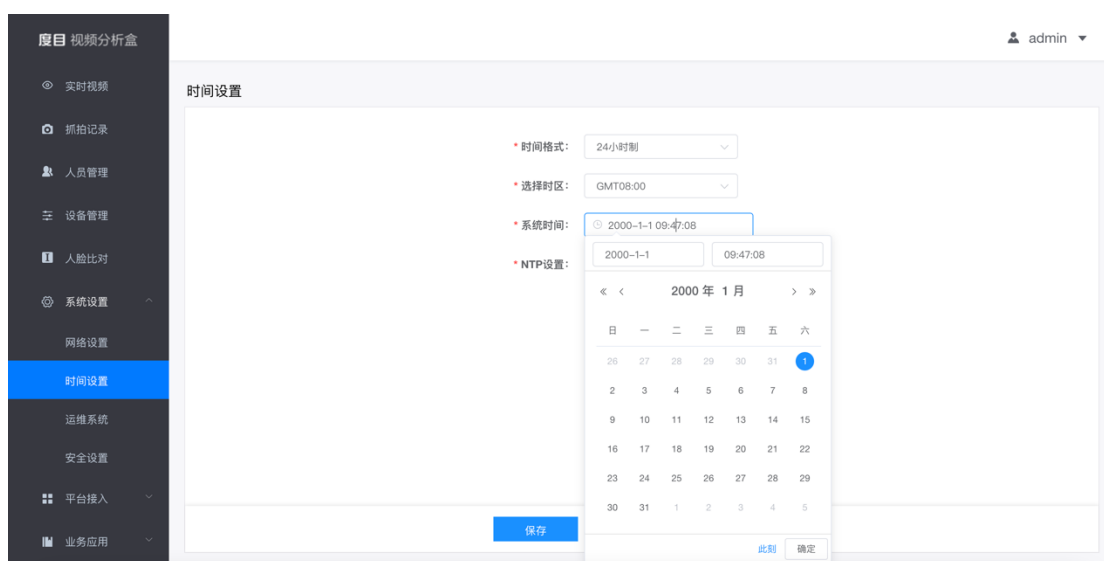 度目 视频分析盒
admin
实时视频
抓拍记录
人员管理
设备管理
人脸比对
系统设置
网络设置
时间设置
运维系统
安全设置
平台接入
业务应用
时间设置
* 时间格式： 24小时制
* 选择时区： GMT08:00
* 系统时间： 2000-1-1 09:47:08
* NTP设置：
2000-1-1 09:47:08
« ‹ 2000 年 1 月 › »
日 一 二 三 四 五 六
26 27 28 29 30 31 1
2 3 4 5 6 7 8
9 10 11 12 13 14 15
16 17 18 19 20 21 22
23 24 25 26 27 28 29
30 31 1 2 3 4 5
此刻 确定
保存